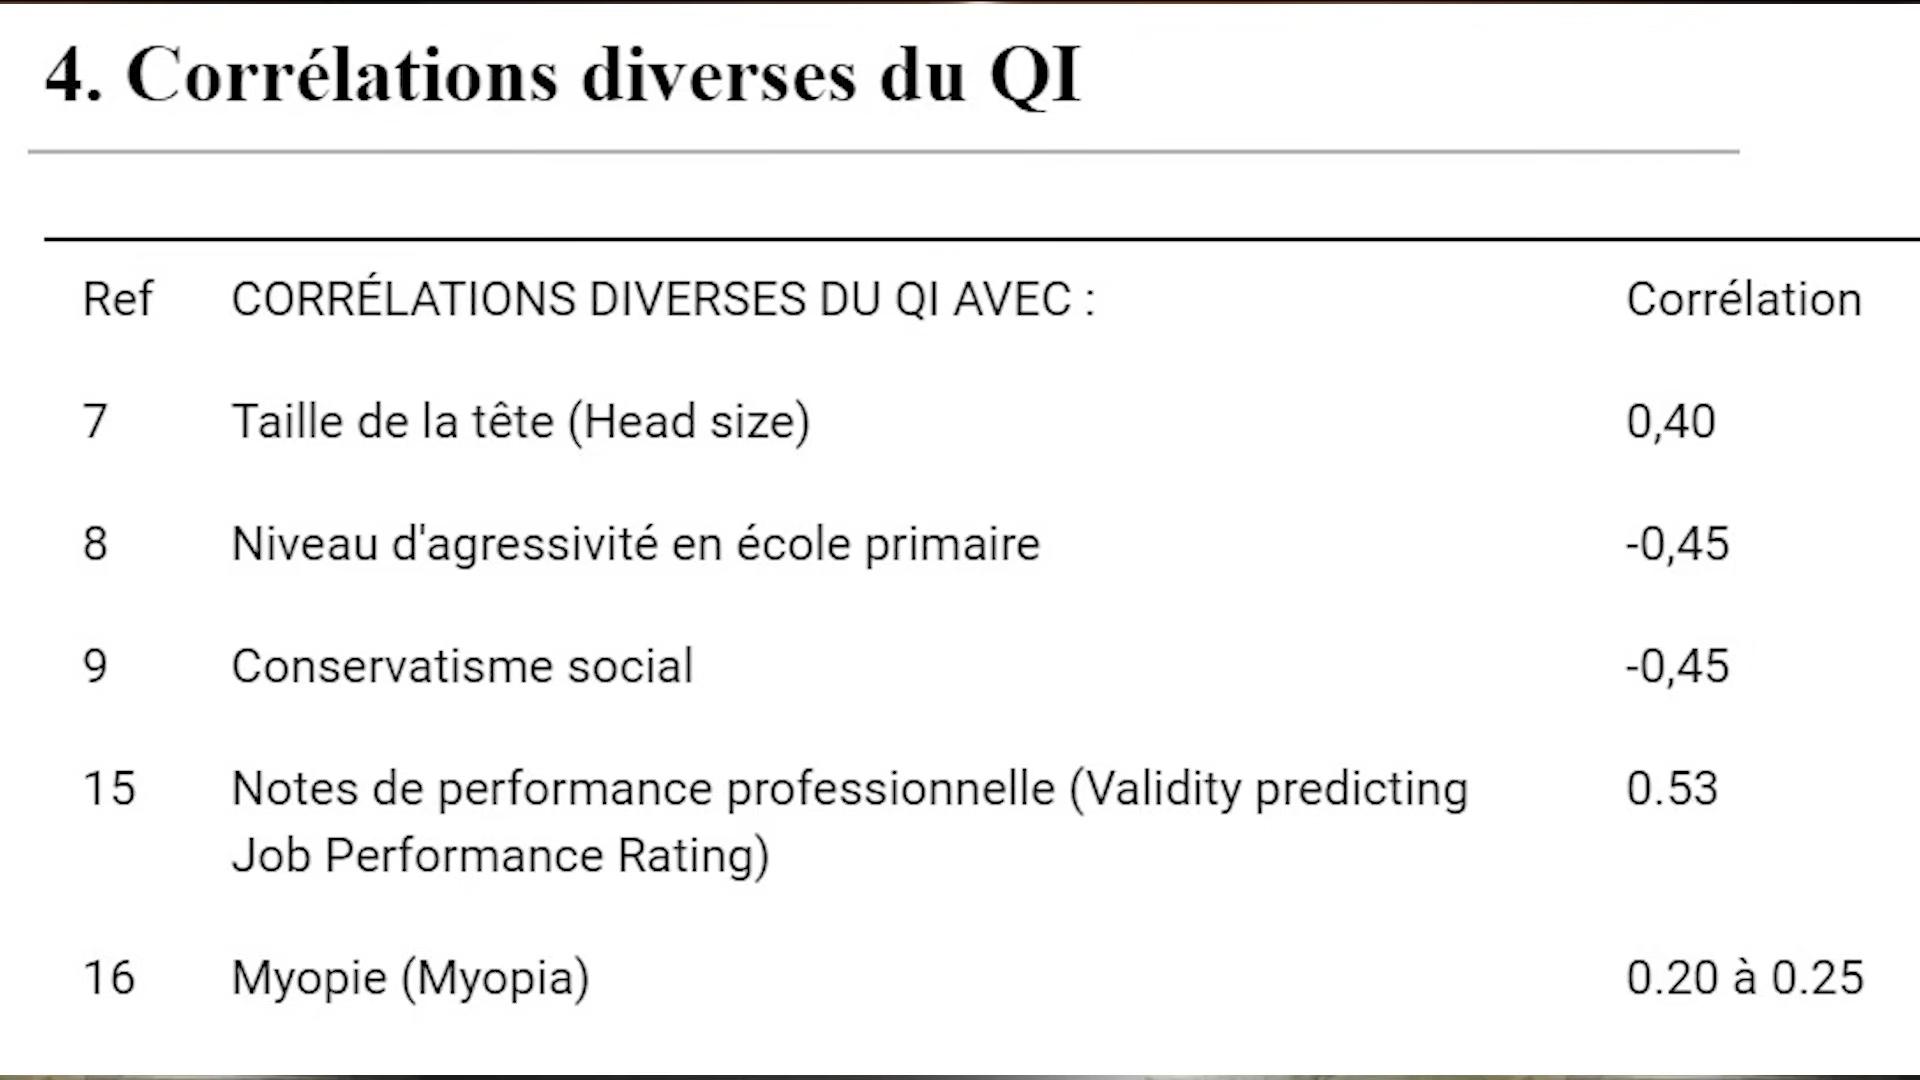 4. Corrélations diverses du QI
Ref CORRÉLATIONS DIVERSES DU QI AVEC : Corrélation
7 Taille de la tête (Head size) 0,40
8 Niveau d'agressivité en école primaire -0,45
9 Conservatisme social -0,45
15 Notes de performance professionnelle (Validity predicting 0.53
Job Performance Rating)
16 Myopie (Myopia) 0.20 à 0.25